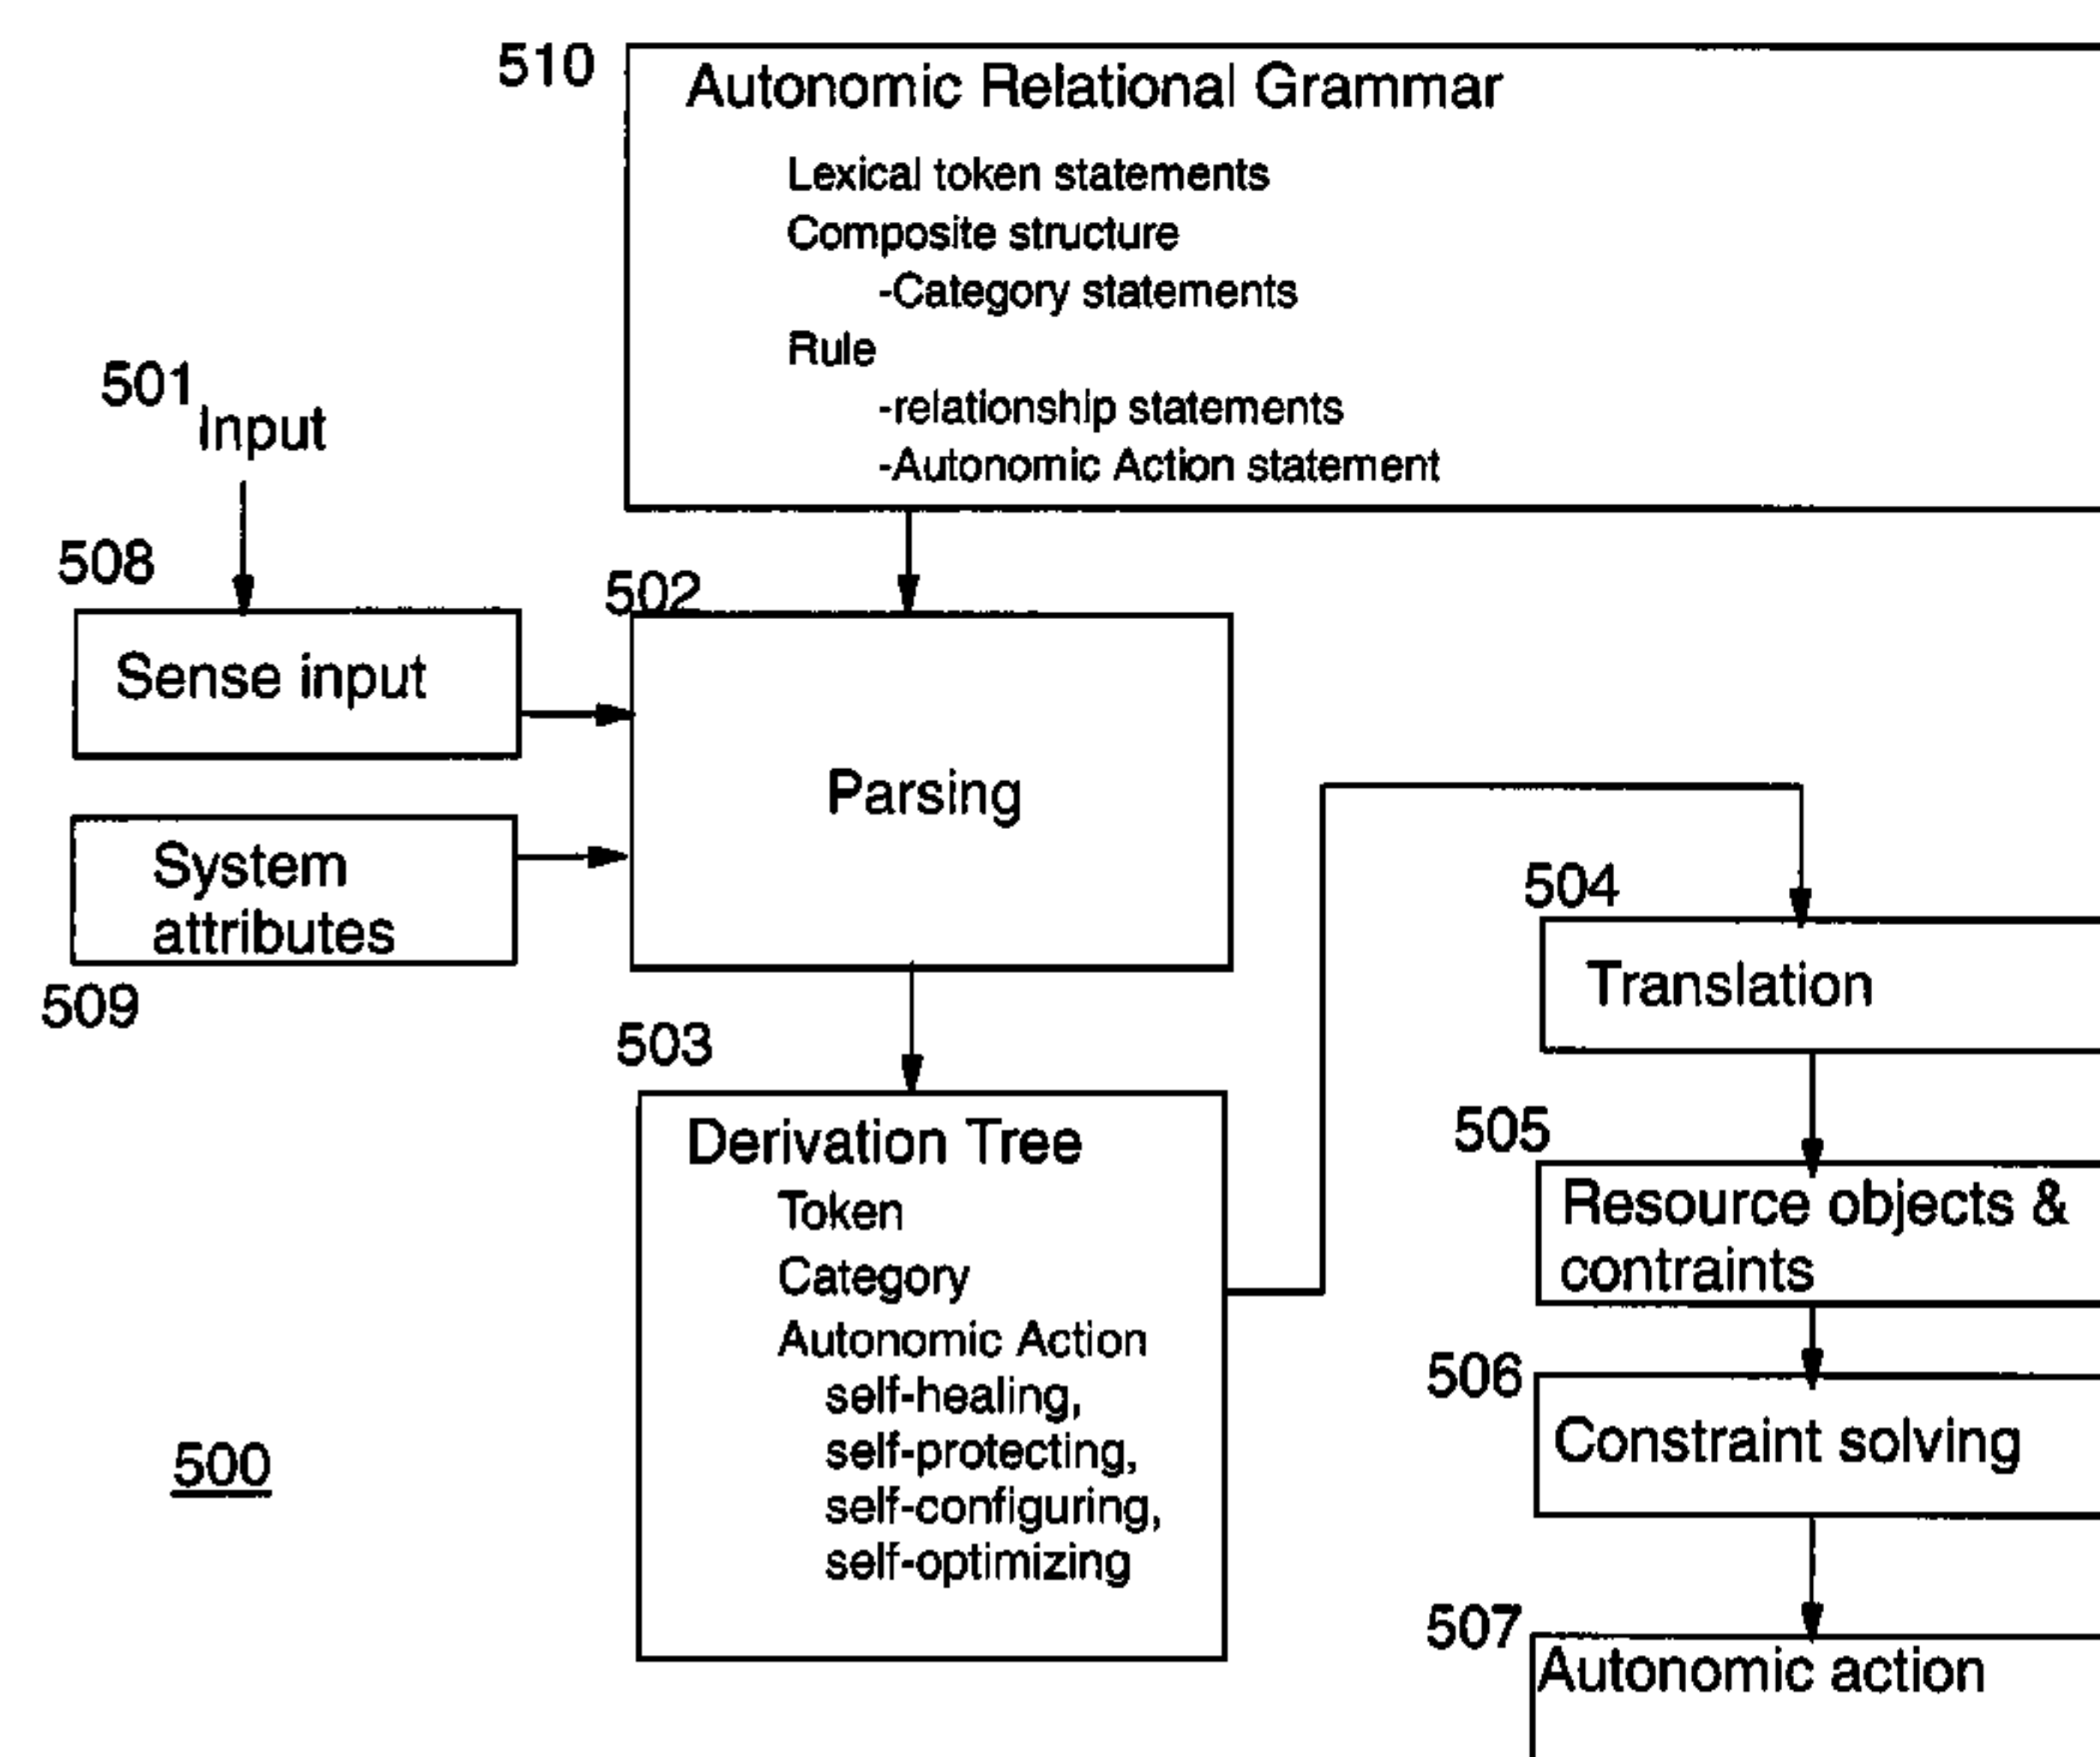 510
Autonomic Relational Grammar
Lexical token statements
Composite structure
-Category statements
Rule
-relationship statements
-Autonomic Action statement
501
Input
508
Sense input
502
Parsing
System
attributes
509
503
Derivation Tree
Token
Category
Autonomic Action
self-healing,
self-protecting,
self-configuring,
self-optimizing
504
Translation
505
Resource objects &
contraints
506
Constraint solving
507
Autonomic action
500